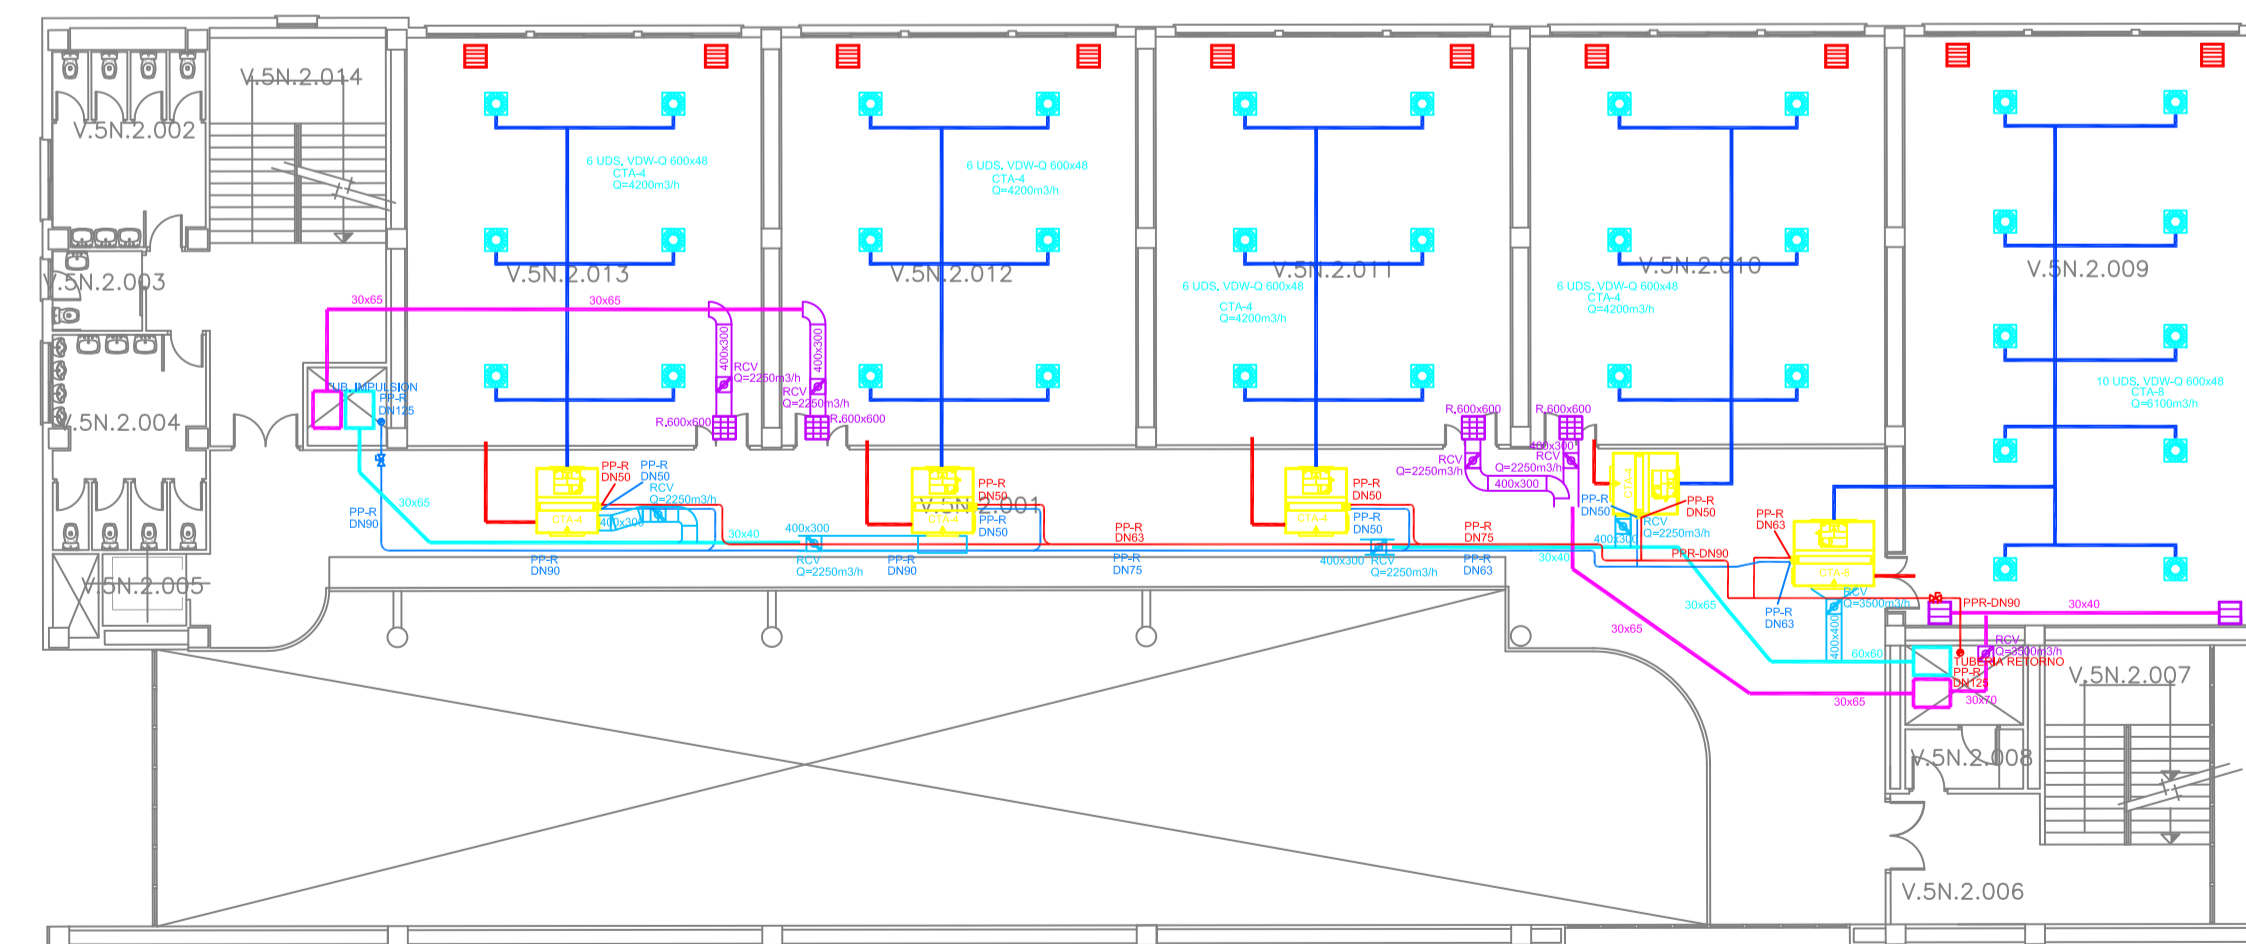 V.5N.2.014
V.5N.2.002
6 UDS. VDW-Q 600x48
CTA-4
Q=4200m3/h
6 UDS. VDW-Q 600x48
CTA-4
Q=4200m3/h
V.5N.2.003
V.5N.2.013
V.5N.2.012
V.5N.2.011
V.5N.2.010
V.5N.2.009
6 UDS. VDW-Q 600x48
CTA-4
Q=4200m3/h
6 UDS. VDW-Q 600x48
CTA-4
Q=4200m3/h
30x65
30x65
400x300
400x300
RCV
Q=2250m3/h
RCV
Q=2250m3/h
TUB. IMPULSION
PP-R
DN125
10 UDS. VDW-Q 600x48
CTA-8
Q=6100m3/h
V.5N.2.004
R.600x600
R.600x600
R.600x600
R.600x600
400x300
RCV
Q=2250m3/h
RCV
Q=2250m3/h
400x300
PP-R
DN50
PP-R
DN50
RCV
Q=2250m3/h
PP-R
DN50
PP-R
DN50
CTA-4
PP-R
DN50
PP-R
DN50
30x65
PP-R
DN90
CTA-4
400x300
V.5N.2.001
CTA-4
PP-R
DN50
CTA-4
PP-R
DN50
RCV
Q=2250m3/h
400x300
PP-R
DN63
30x40
400x300
PP-R
DN63
PP-R
DN75
PPR-DN90
PP-R
DN90
RCV
Q=2250m3/h
PP-R
DN90
PP-R
DN75
400x300
RCV
Q=2250m3/h
PP-R
DN63
30x40
CTA-8
V.5N.2.005
RCV
Q=3500m3/h
PP-R
DN63
30x65
PPR-DN90
30x40
30x65
400x400
60x60
RCV
Q=3500m3/h
TUBERIA RETORNO
PP-R
DN125
V.5N.2.007
30x65
30x70
V.5N.2.008
V.5N.2.006